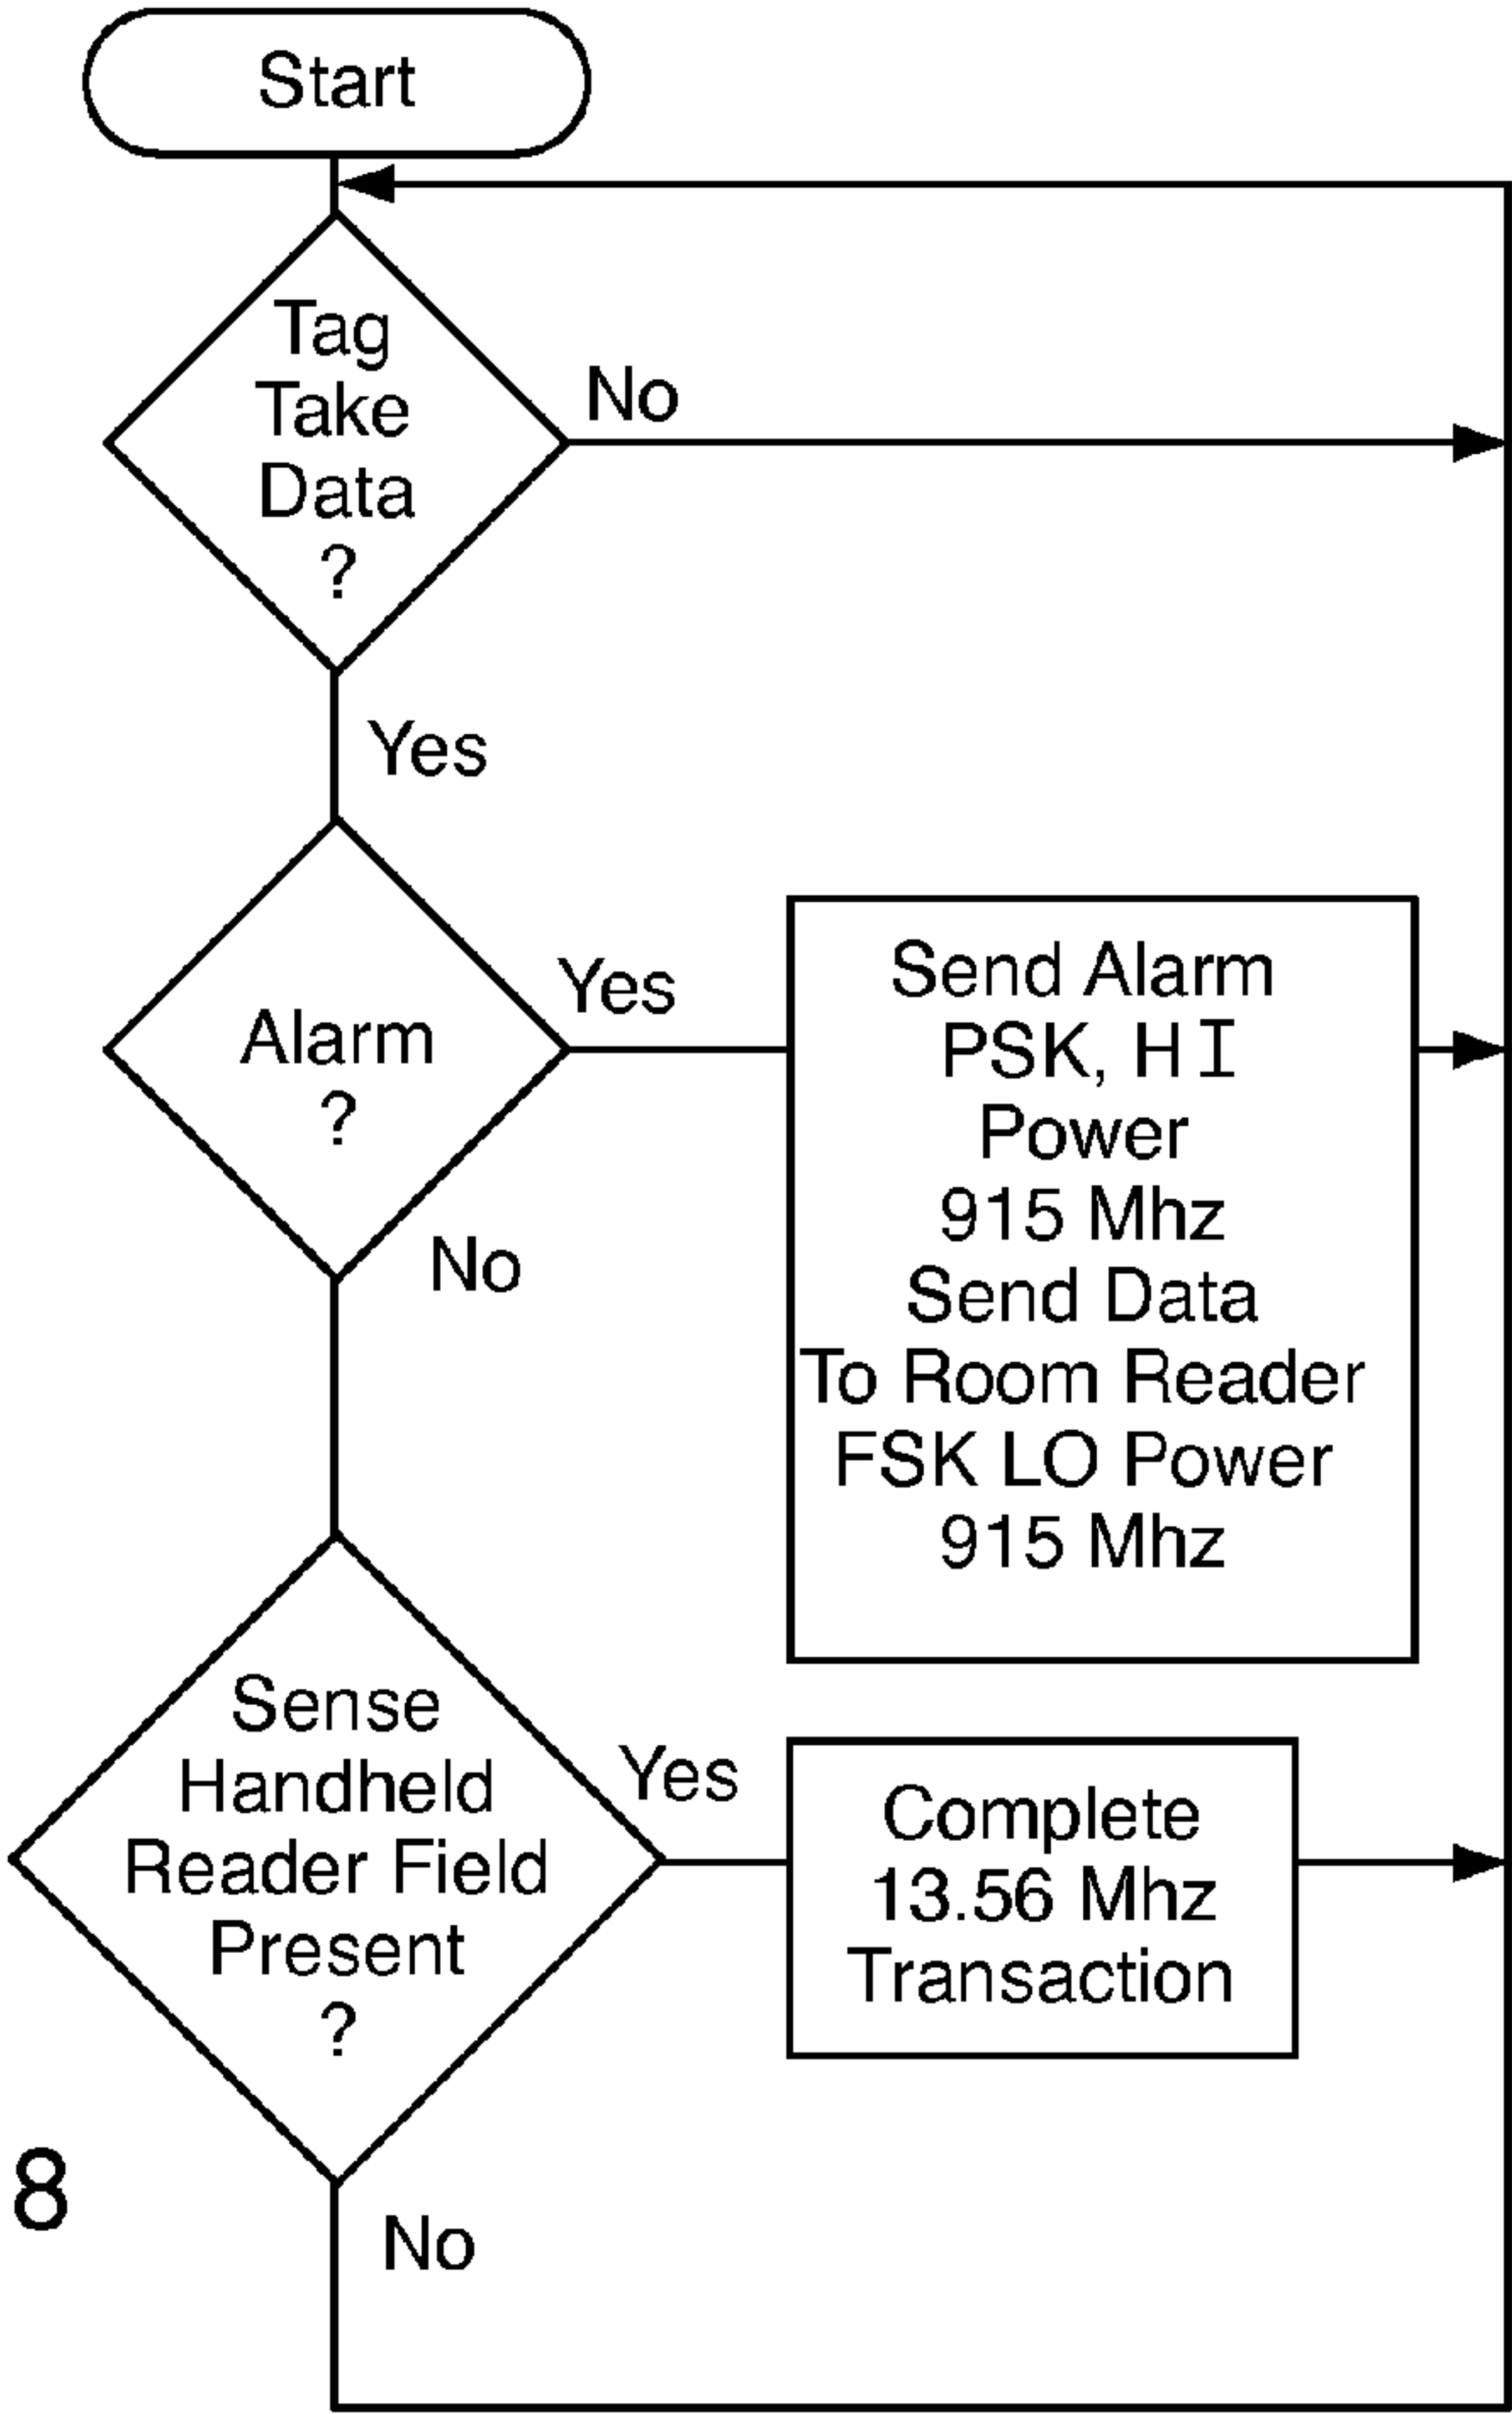 Start
Tag
Take
Data
?
No
Yes
Alarm
?
Yes
No
Send Alarm
PSK, HI
Power
915 Mhz
Send Data
To Room Reader
FSK LO Power
915 Mhz
Sense
Handheld
Reader Field
Present
?
Yes
Complete
13.56 Mhz
Transaction
No
8